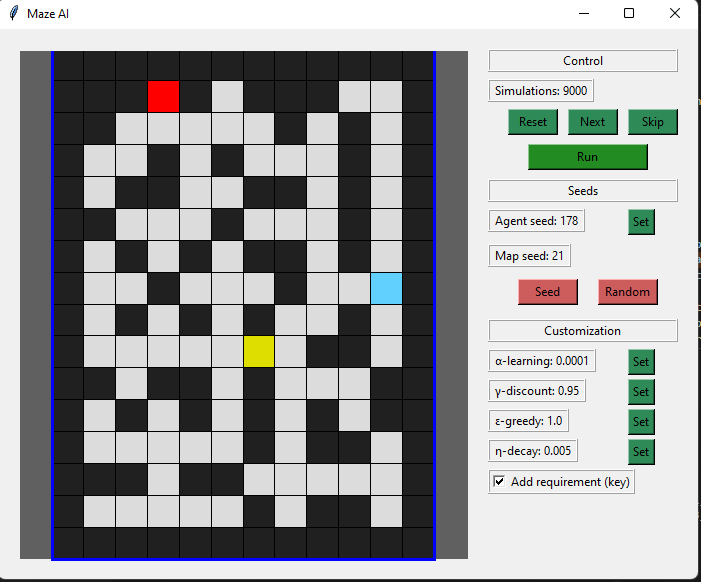 Maze AI
Control
Simulations: 9000
Reset Next Skip
Run
Seeds
Agent seed: 178 Set
Map seed: 21
Seed Random
Customization
α-learning: 0.0001 Set
γ-discount: 0.95 Set
ε-greedy: 1.0 Set
η-decay: 0.005 Set
Add requirement (key)